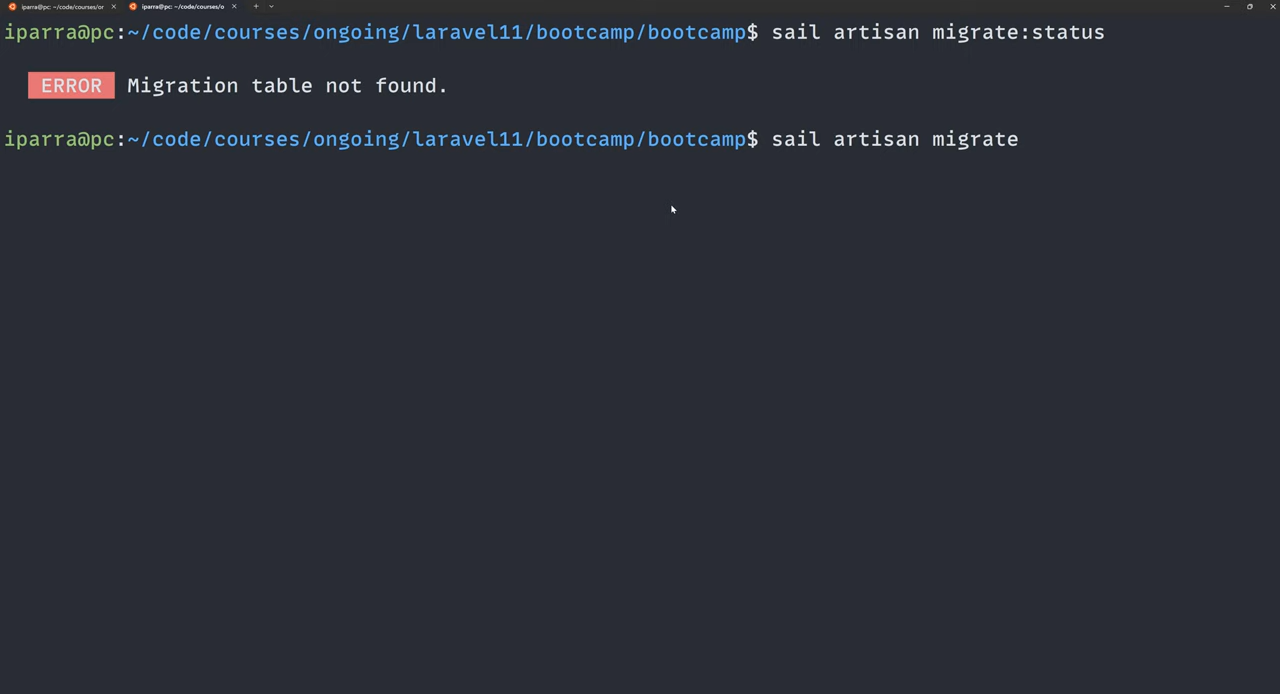 iparra@pc: ~/code/courses/or
iparra@pc: ~/code/courses/o
iparra@pc:~/code/courses/ongoing/laravel11/bootcamp/bootcamp$ sail artisan migrate:status
ERROR Migration table not found.
iparra@pc:~/code/courses/ongoing/laravel11/bootcamp/bootcamp$ sail artisan migrate